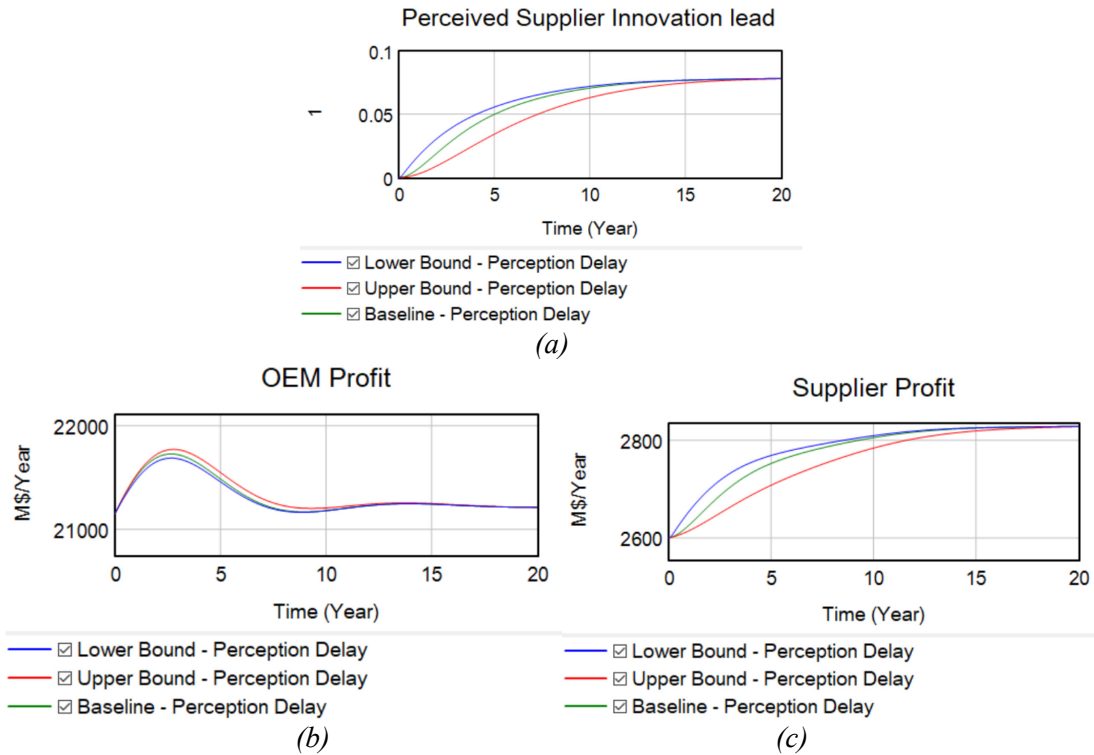 Perceived Supplier Innovation lead
0.1
1
0.05
0
0 5 10 15 20
Time (Year)
Lower Bound - Perception Delay
Upper Bound - Perception Delay
Baseline - Perception Delay
(a)
OEM Profit
22000
M$/Year
21000
0 5 10 15 20
Time (Year)
Lower Bound - Perception Delay
Upper Bound - Perception Delay
Baseline - Perception Delay
(b)
Supplier Profit
2800
M$/Year
2600
0 5 10 15 20
Time (Year)
Lower Bound - Perception Delay
Upper Bound - Perception Delay
Baseline - Perception Delay
(c)